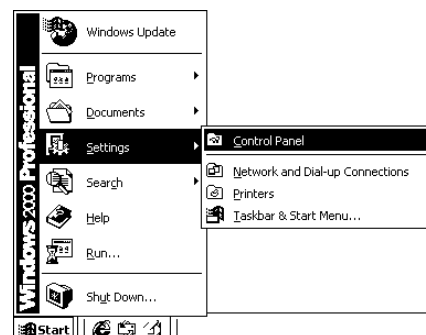 Windows 2000 Professional
Windows Update
Programs
Documents
Settings
Search
Help
Run...
Shut Down...
Control Panel
Network and Dial-up Connections
Printers
Taskbar & Start Menu...
Start